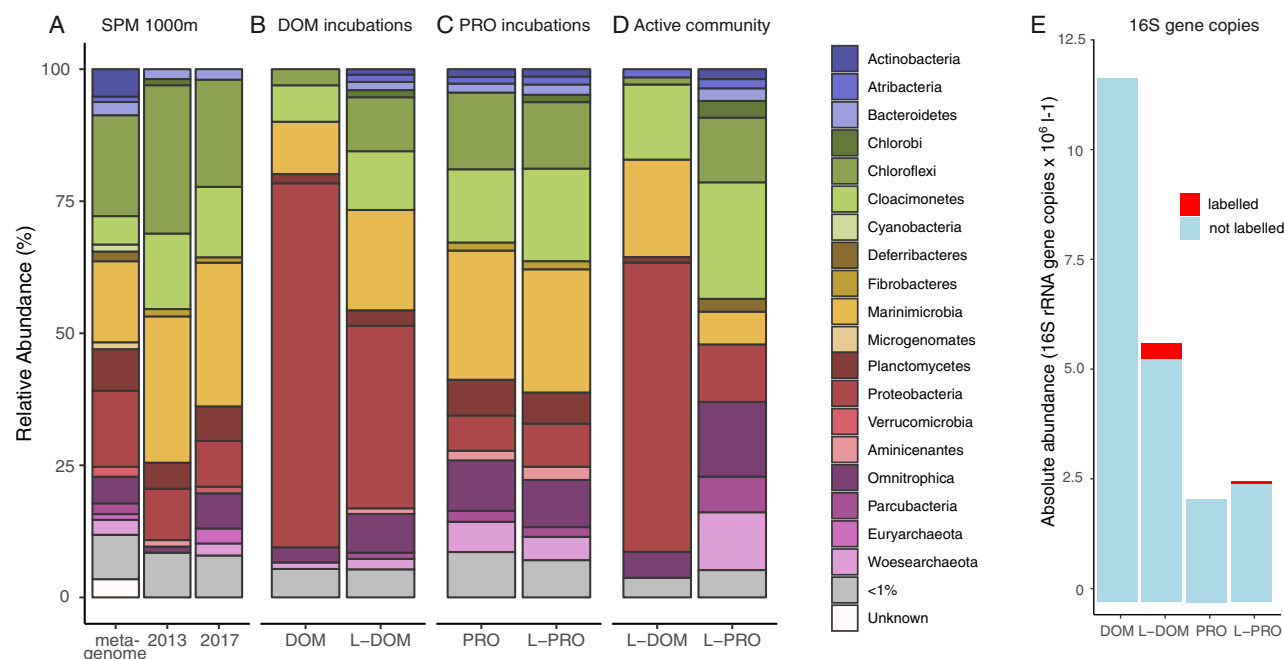 A SPM 1000m
B DOM incubations
C PRO incubations
D Active community
E 16S gene copies
Relative Abundance (%)
100
75
50
25
0
meta-
genome
2013
2017
DOM
L−DOM
PRO
L−PRO
L−DOM
L−PRO
Actinobacteria
Atribacteria
Bacteroidetes
Chlorobi
Chloroflexi
Cloacimonetes
Cyanobacteria
Deferribacteres
Fibrobacteres
Marinimicrobia
Microgenomates
Planctomycetes
Proteobacteria
Verrucomicrobia
Aminicenantes
Omnitrophica
Parcubacteria
Euryarchaeota
Woesearchaeota
<1%
Unknown
Absolute abundance (16S rRNA gene copies x 10⁶ l-1)
12.5
10
7.5
5.0
2.5
0
labelled
not labelled
DOM
L−DOM
PRO
L−PRO